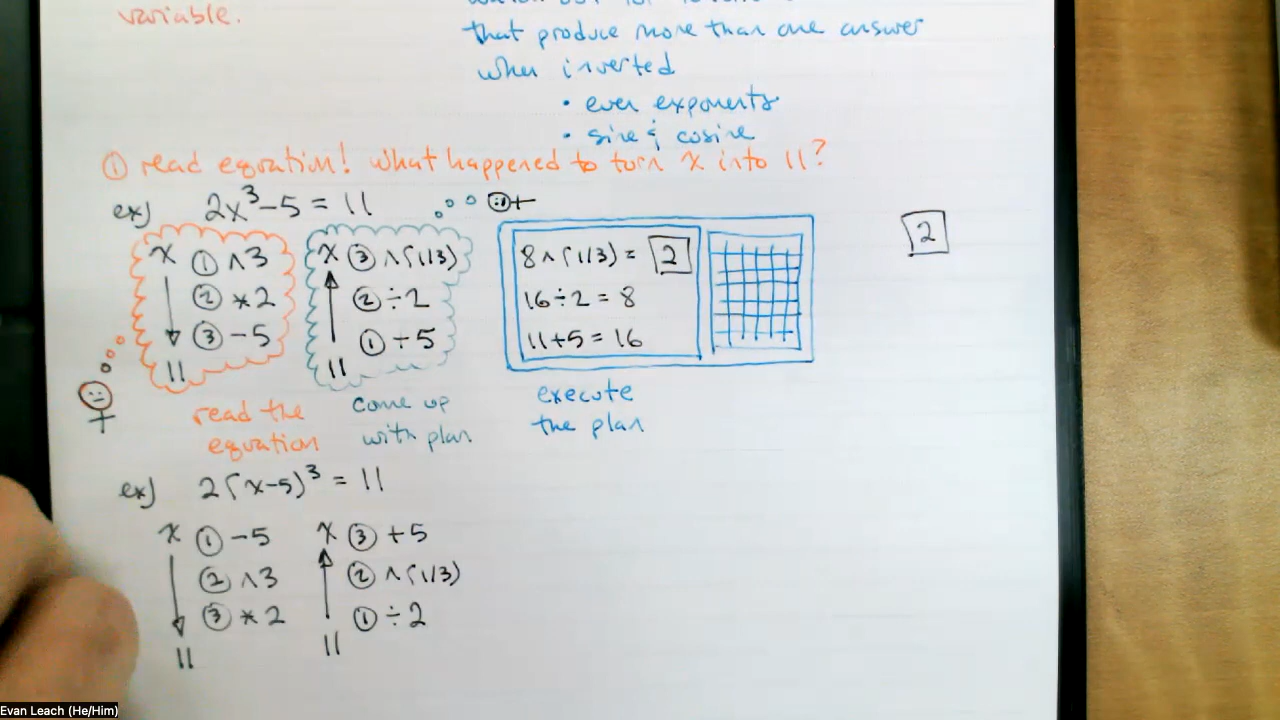 variable.
that produce more than one answer
when inverted
• even exponents
• sine & cosine
① read equation! What happened to turn x into 11?
ex) 2x³-5 = 11
x ① ^3
② *2
③ -5
11
x ③ ^(1/3)
② ÷2
① +5
11
8^(1/3) = 2
16÷2 = 8
11+5 = 16
2
read the
equation
come up
with plan
execute
the plan
ex) 2(x-5)³ = 11
x ① -5
② ^3
③ *2
11
x ③ +5
② ^(1/3)
① ÷2
11
Evan Leach (He/Him)